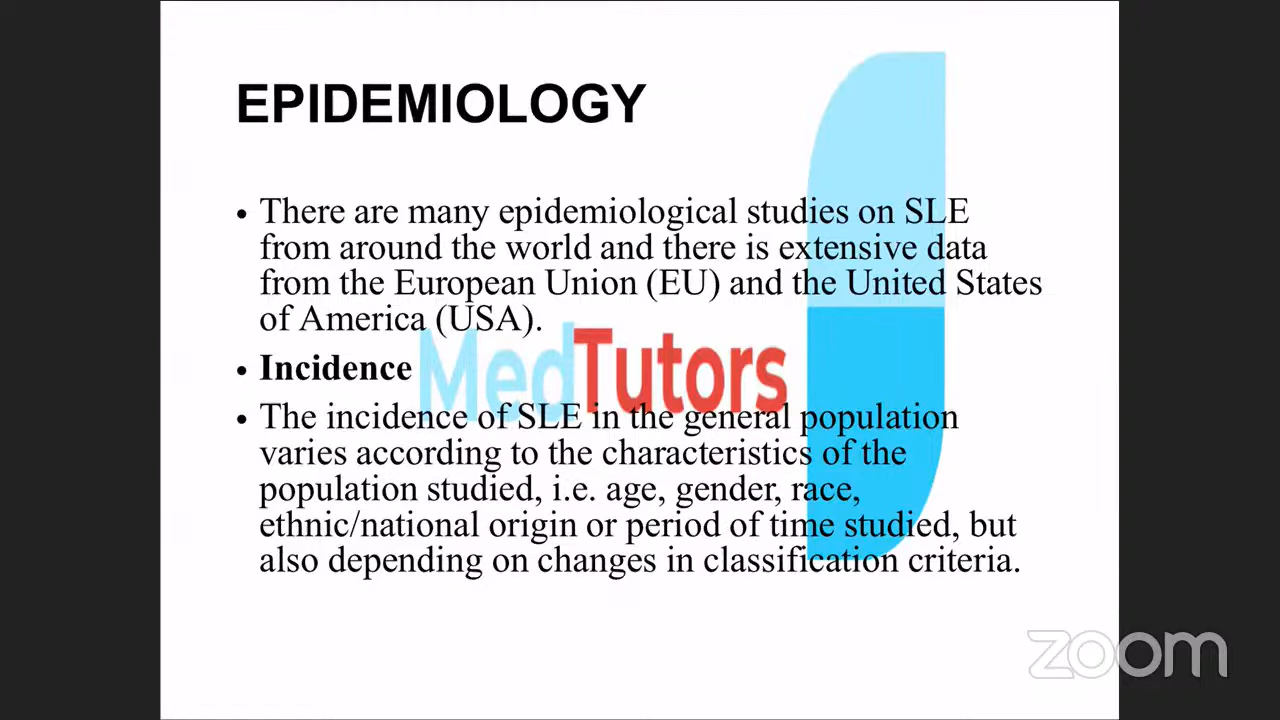 EPIDEMIOLOGY
• There are many epidemiological studies on SLE
from around the world and there is extensive data
from the European Union (EU) and the United States
of America (USA).
• Incidence
MedTutors
• The incidence of SLE in the general population
varies according to the characteristics of the
population studied, i.e. age, gender, race,
ethnic/national origin or period of time studied, but
also depending on changes in classification criteria.
zoom